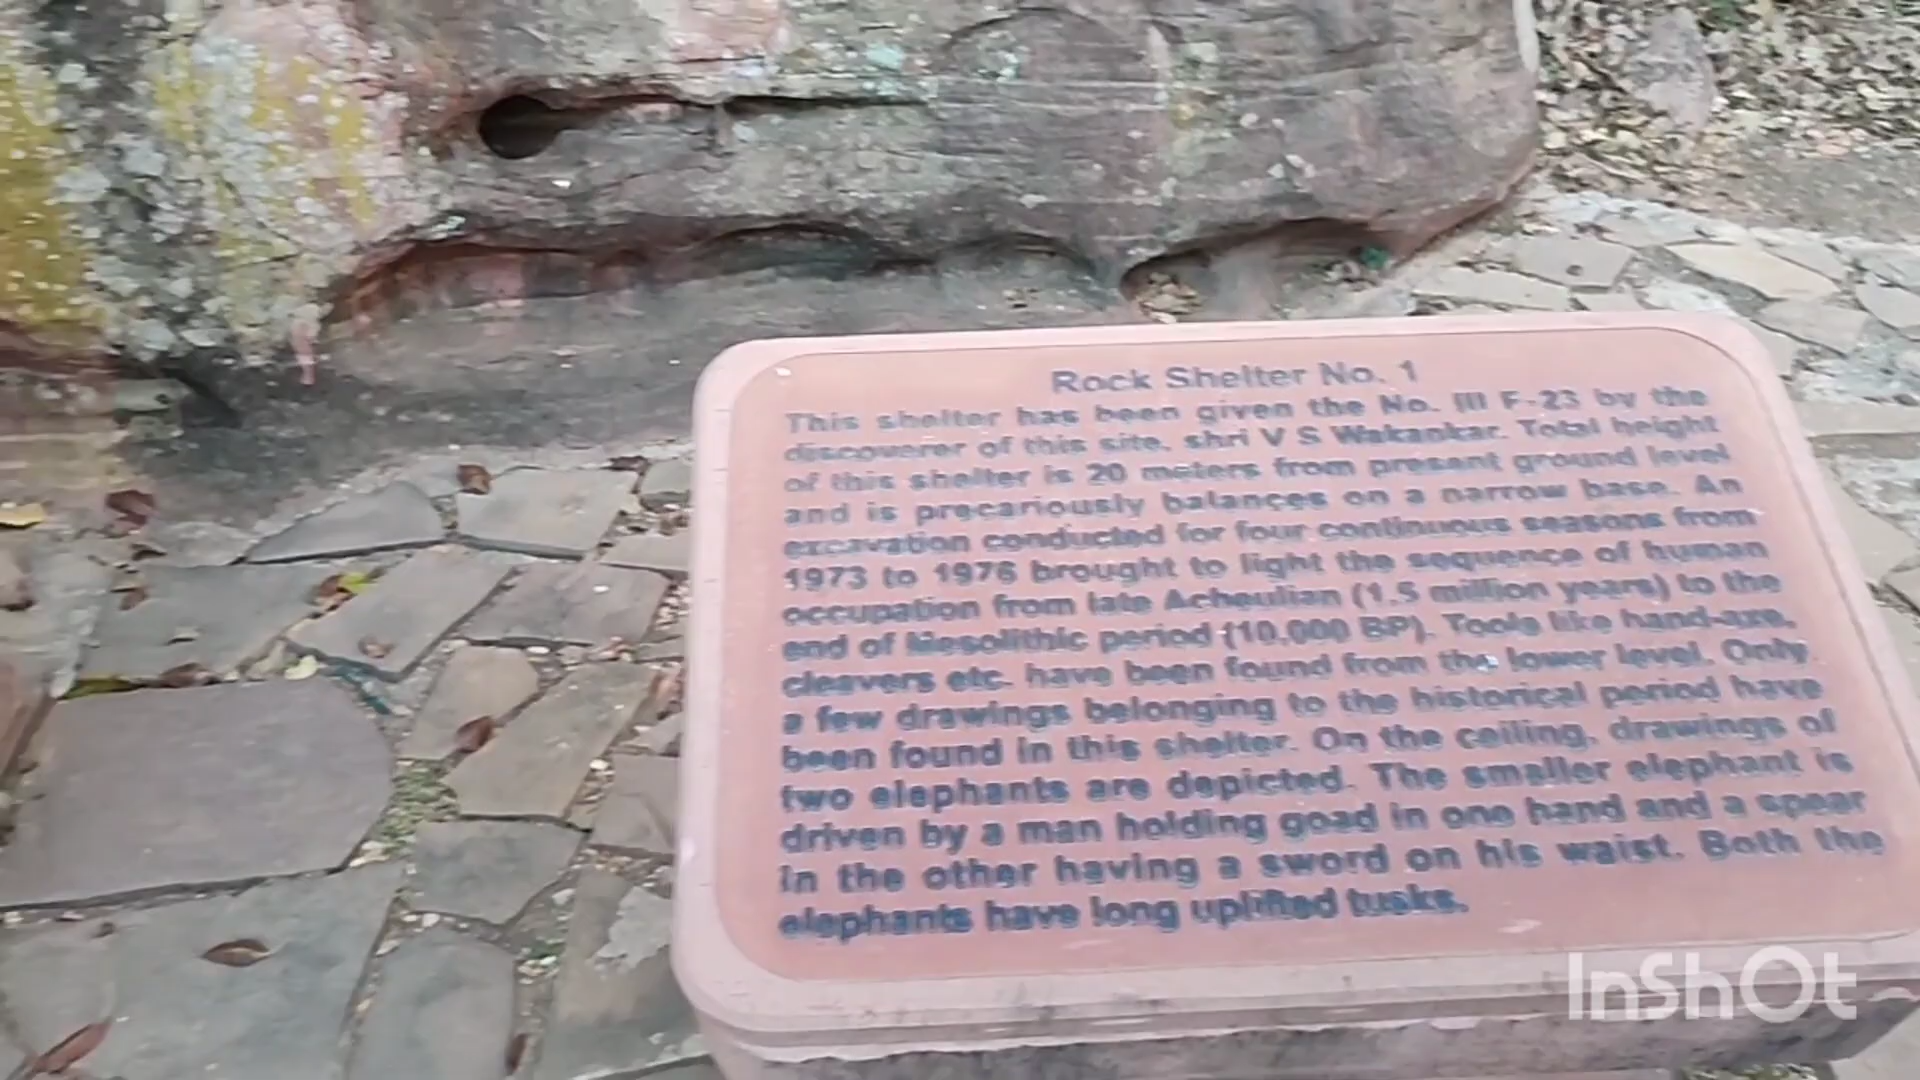 Rock Shelter No. 1
This shelter has been given the No. III F-23 by the
discoverer of this site, shri V S Wakankar. Total height
of this shelter is 20 meters from present ground level
and is precariously balances on a narrow base. An
excavation conducted for four continuous seasons from
1973 to 1976 brought to light the sequence of human
occupation from late Acheulian (1.5 million years) to the
end of Mesolithic period (10,000 BP). Tools like hand-axe,
cleavers etc. have been found from the lower level. Only
a few drawings belonging to the historical period have
been found in this shelter. On the ceiling, drawings of
two elephants are depicted. The smaller elephant is
driven by a man holding goad in one hand and a spear
in the other having a sword on his waist. Both the
elephants have long uplifted tusks.
InShOt